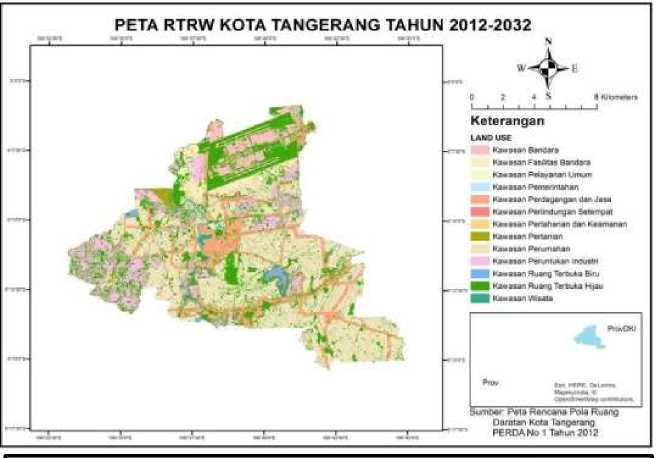 PETA RTRW KOTA TANGERANG TAHUN 2012-2032
N
W E
S
0 2 4 8 Kilometers
Keterangan
LAND USE
Kawasan Bandara
Kawasan Fasilitas Bandara
Kawasan Pelayanan Umum
Kawasan Pemerintahan
Kawasan Perdagangan dan Jasa
Kawasan Perlindungan Setempat
Kawasan Pertahanan dan Keamanan
Kawasan Pertanian
Kawasan Perumahan
Kawasan Peruntukan Industri
Kawasan Ruang Terbuka Biru
Kawasan Ruang Terbuka Hijau
Kawasan Wisata
ProvDKI
Prov
Esri, HERE, DeLorme,
MapmyIndia, ©
OpenStreetMap contributors,
Sumber: Peta Rencana Pola Ruang
Daratan Kota Tangerang
PERDA No 1 Tahun 2012